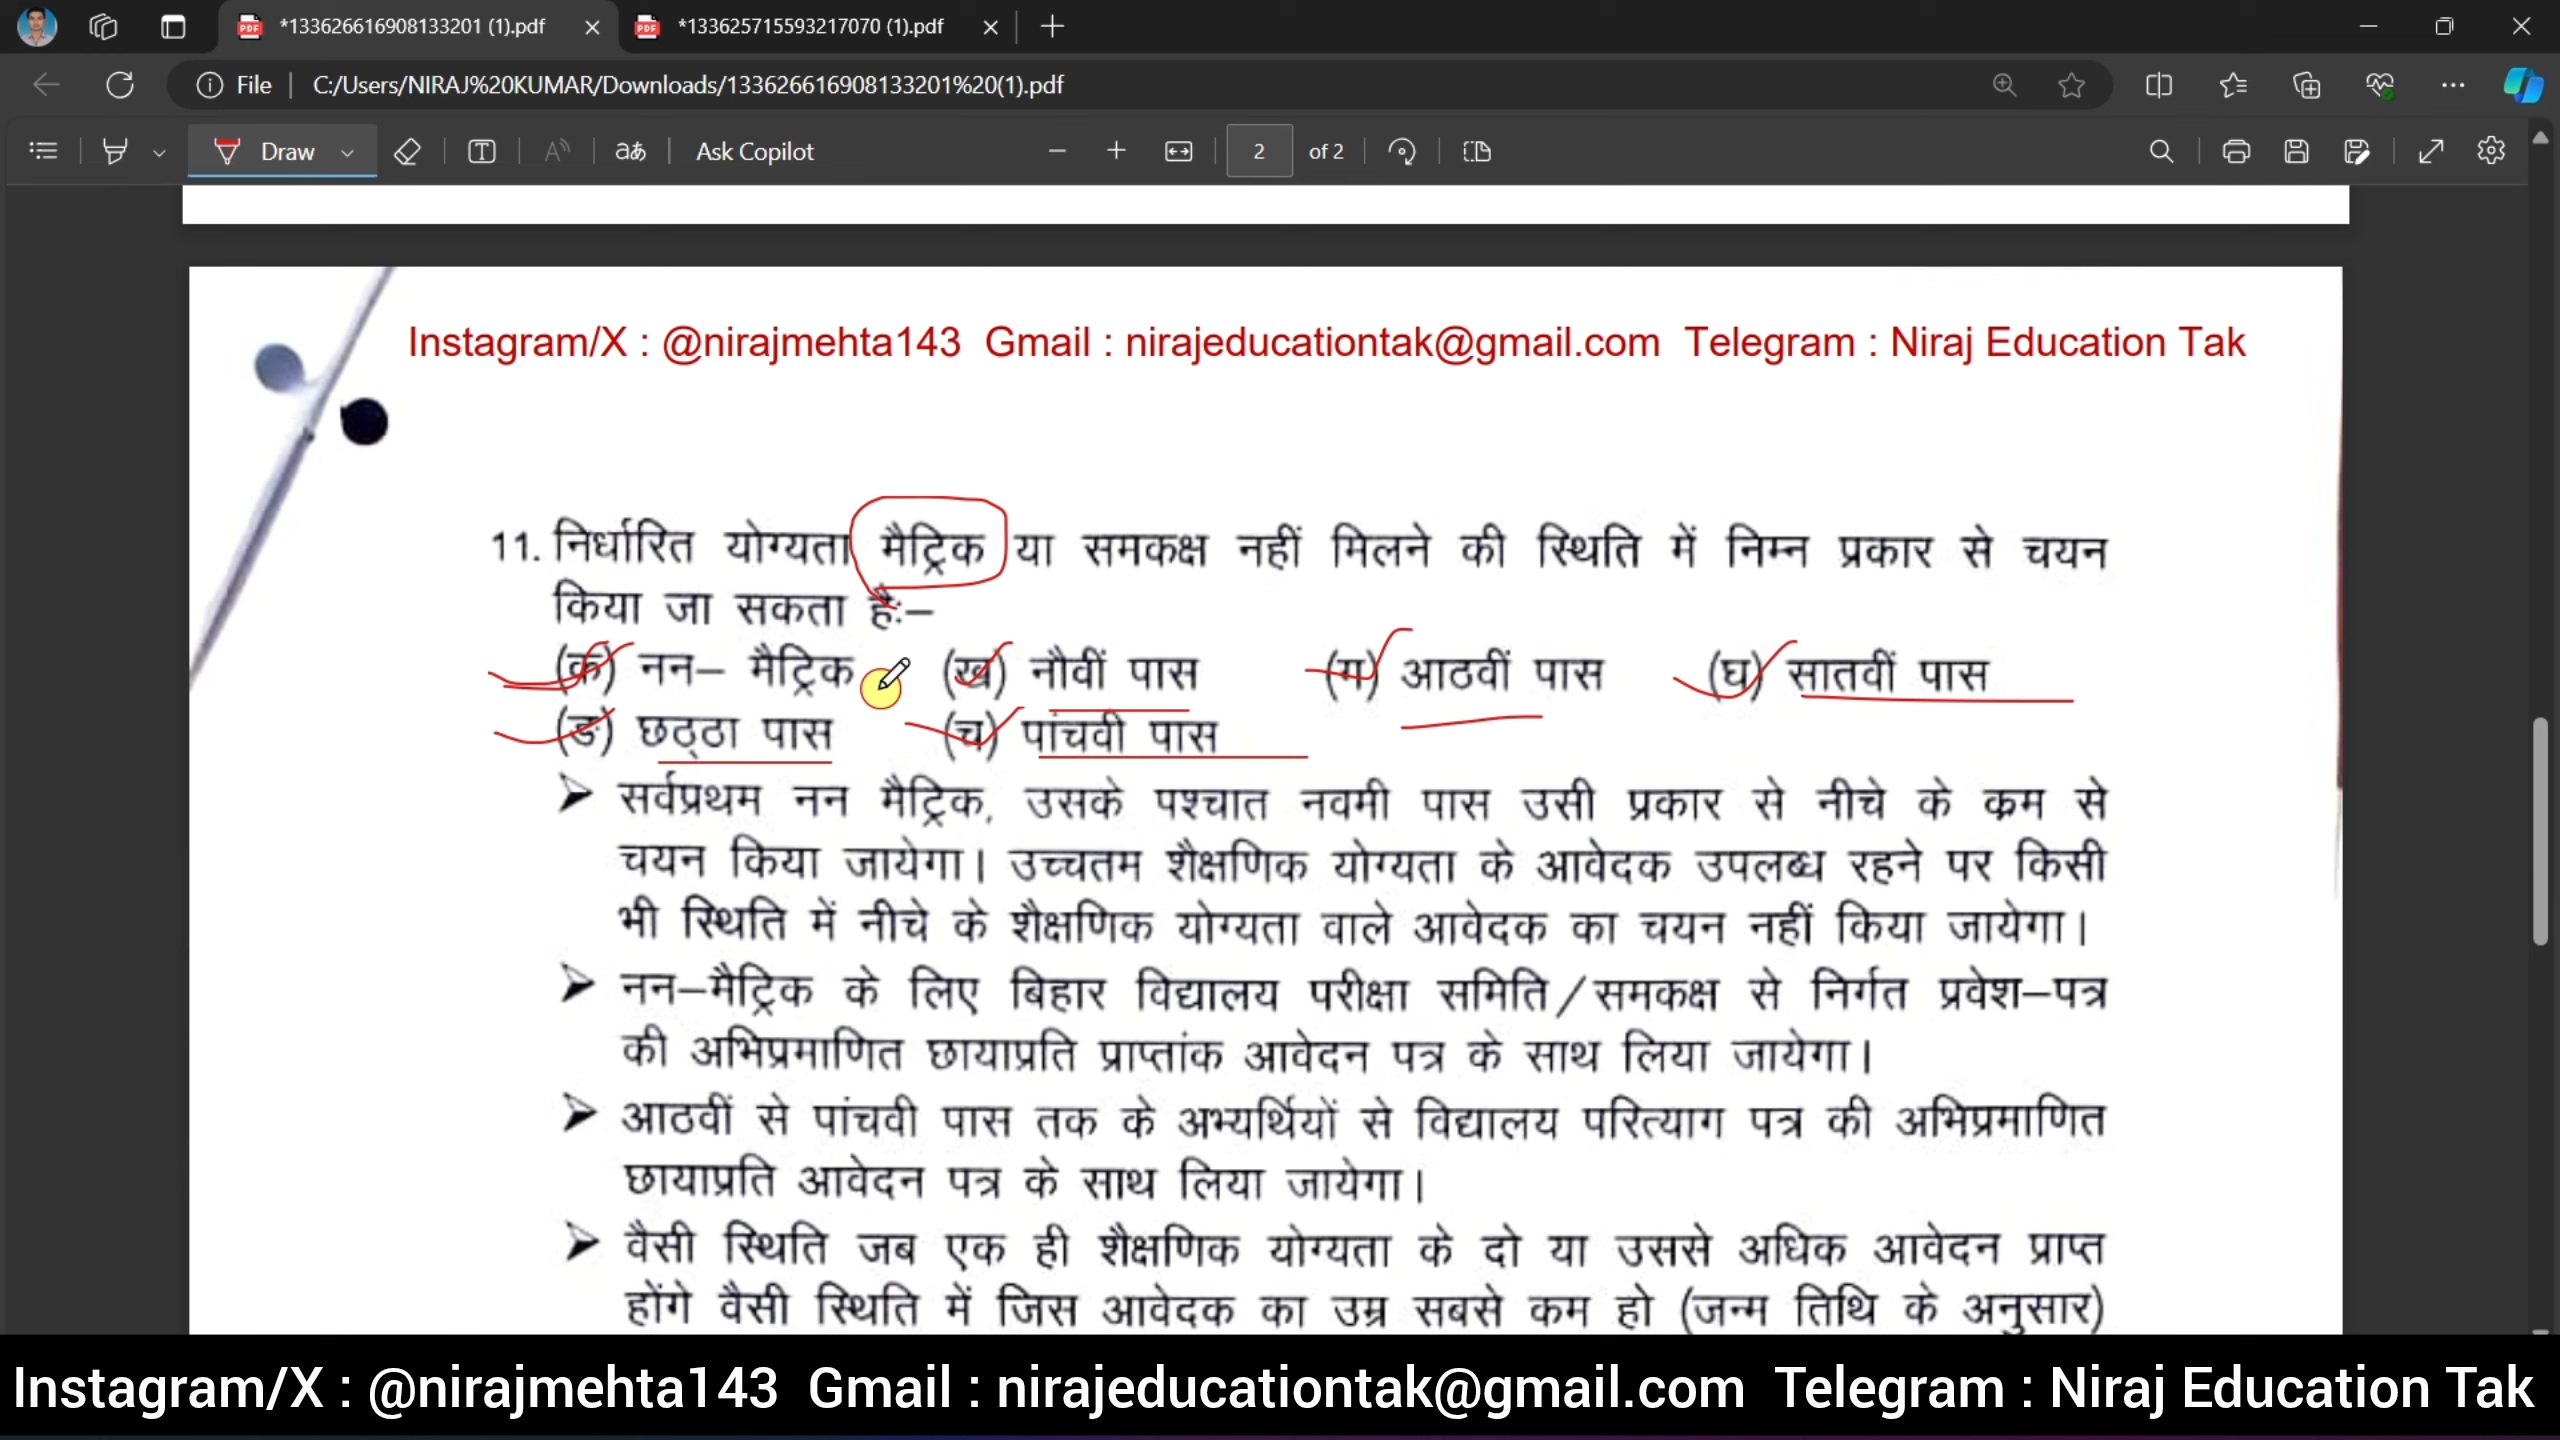 *133626616908133201 (1).pdf
*133625715593217070 (1).pdf
File
C:/Users/NIRAJ%20KUMAR/Downloads/133626616908133201%20(1).pdf
Draw
aあ
Ask Copilot
2 of 2
Instagram/X : @nirajmehta143 Gmail : nirajeducationtak@gmail.com Telegram : Niraj Education Tak
11. निर्धारित योग्यता मैट्रिक या समकक्ष नहीं मिलने की स्थिति में निम्न प्रकार से चयन
किया जा सकता है:–
(क) नन– मैट्रिक (ख) नौवीं पास (ग) आठवीं पास (घ) सातवीं पास
(ङ) छठ्ठा पास (च) पांचवी पास
➤ सर्वप्रथम नन मैट्रिक, उसके पश्चात नवमी पास उसी प्रकार से नीचे के क्रम से
चयन किया जायेगा। उच्चतम शैक्षणिक योग्यता के आवेदक उपलब्ध रहने पर किसी
भी स्थिति में नीचे के शैक्षणिक योग्यता वाले आवेदक का चयन नहीं किया जायेगा।
➤ नन–मैट्रिक के लिए बिहार विद्यालय परीक्षा समिति/समकक्ष से निर्गत प्रवेश–पत्र
की अभिप्रमाणित छायाप्रति प्राप्तांक आवेदन पत्र के साथ लिया जायेगा।
➤ आठवीं से पांचवी पास तक के अभ्यर्थियों से विद्यालय परित्याग पत्र की अभिप्रमाणित
छायाप्रति आवेदन पत्र के साथ लिया जायेगा।
➤ वैसी स्थिति जब एक ही शैक्षणिक योग्यता के दो या उससे अधिक आवेदन प्राप्त
होंगे वैसी स्थिति में जिस आवेदक का उम्र सबसे कम हो (जन्म तिथि के अनुसार)
Instagram/X : @nirajmehta143 Gmail : nirajeducationtak@gmail.com Telegram : Niraj Education Tak